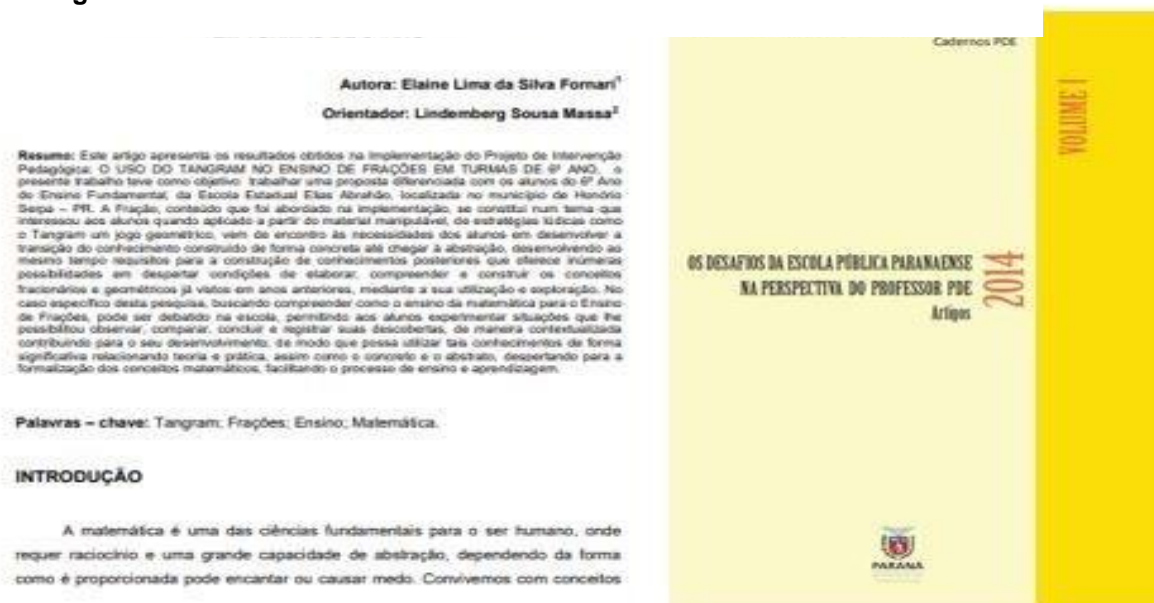 Autora: Elaine Lima da Silva Fornari¹
Orientador: Lindemberg Sousa Massa²
Resumo: Este artigo apresenta os resultados obtidos na Implementação do Projeto de Intervenção
Pedagógica: O USO DO TANGRAM NO ENSINO DE FRAÇÕES EM TURMAS DE 6º ANO, o
presente trabalho teve como objetivo trabalhar uma proposta diferenciada com os alunos do 6º Ano
do Ensino Fundamental, da Escola Estadual Elias Abrahão, localizada no município de Honório
Serpa – PR. A Fração, conteúdo que foi abordado na implementação, se constitui num tema que
interessou aos alunos quando aplicado a partir do material manipulável, de estratégias lúdicas como
o Tangram um jogo geométrico, vem de encontro às necessidades dos alunos em desenvolver a
transição do conhecimento construído de forma concreta até chegar à abstração, desenvolvendo ao
mesmo tempo requisitos para a construção de conhecimentos posteriores que oferece inúmeras
possibilidades em despertar condições de elaborar, compreender e construir os conceitos
fracionários e geométricos já vistos em anos anteriores, mediante a sua utilização e exploração. No
caso específico desta pesquisa, buscando compreender como o ensino da matemática para o Ensino
de Frações, pode ser debatido na escola, permitindo aos alunos experimentar situações que lhe
possibilitou observar, comparar, concluir e registrar suas descobertas, de maneira contextualizada
contribuindo para o seu desenvolvimento, de modo que possa utilizar tais conhecimentos de forma
significativa relacionando teoria e prática, assim como o concreto e o abstrato, despertando para a
formalização dos conceitos matemáticos, facilitando o processo de ensino e aprendizagem.
Palavras – chave: Tangram; Frações; Ensino; Matemática.
INTRODUÇÃO
A matemática é uma das ciências fundamentais para o ser humano, onde
requer raciocínio e uma grande capacidade de abstração, dependendo da forma
como é proporcionada pode encantar ou causar medo. Convivemos com conceitos
Cadernos PDE
VOLUME I
OS DESAFIOS DA ESCOLA PÚBLICA PARANAENSE
NA PERSPECTIVA DO PROFESSOR PDE
Artigos
2014
PARANÁ